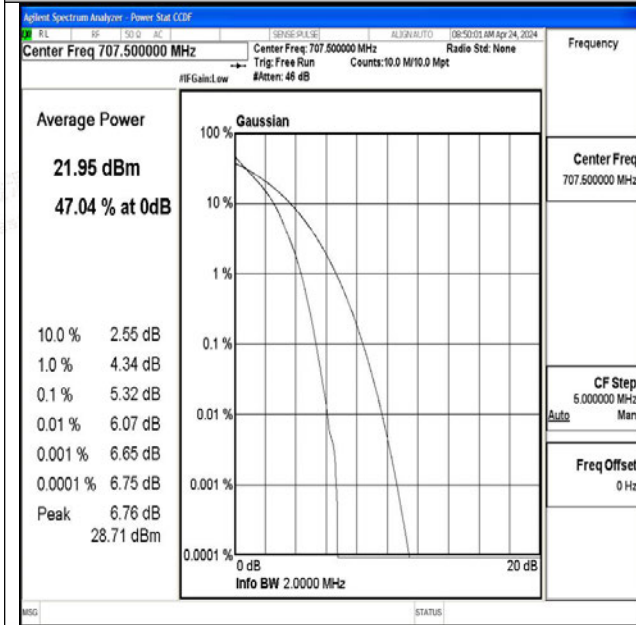 Agilent Spectrum Analyzer - Power Stat CCDF
RL RF 50 Ω AC SENSE:PULSE ALIGNAUTO 08:50:01 AM Apr 24, 2024
Center Freq 707.500000 MHz
Center Freq: 707.500000 MHz Radio Std: None
Trig: Free Run Counts:10.0 M/10.0 Mpt
#IFGain:Low #Atten: 46 dB
Frequency
Average Power
21.95 dBm
47.04 % at 0dB
10.0 % 2.55 dB
1.0 % 4.34 dB
0.1 % 5.32 dB
0.01 % 6.07 dB
0.001 % 6.65 dB
0.0001 % 6.75 dB
Peak 6.76 dB
28.71 dBm
Gaussian
100 %
10 %
1 %
0.1 %
0.01 %
0.001 %
0.0001 %
0 dB 20 dB
Info BW 2.0000 MHz
Center Freq
707.500000 MHz
CF Step
5.000000 MHz
Auto Man
Freq Offset
0 Hz
MSG STATUS